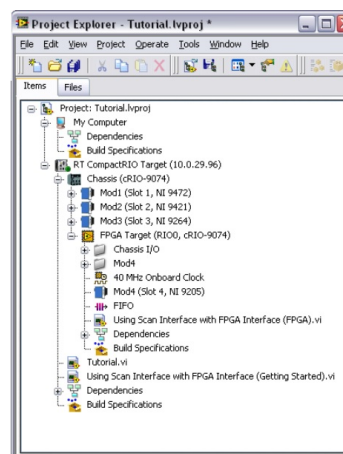 Project Explorer - Tutorial.lvproj *
File Edit View Project Operate Tools Window Help
Items Files
Project: Tutorial.lvproj
My Computer
Dependencies
Build Specifications
RT CompactRIO Target (10.0.29.96)
Chassis (cRIO-9074)
Mod1 (Slot 1, NI 9472)
Mod2 (Slot 2, NI 9421)
Mod3 (Slot 3, NI 9264)
FPGA Target (RIO0, cRIO-9074)
Chassis I/O
Mod4
40 MHz Onboard Clock
Mod4 (Slot 4, NI 9205)
FIFO
Using Scan Interface with FPGA Interface (FPGA).vi
Dependencies
Build Specifications
Tutorial.vi
Using Scan Interface with FPGA Interface (Getting Started).vi
Dependencies
Build Specifications